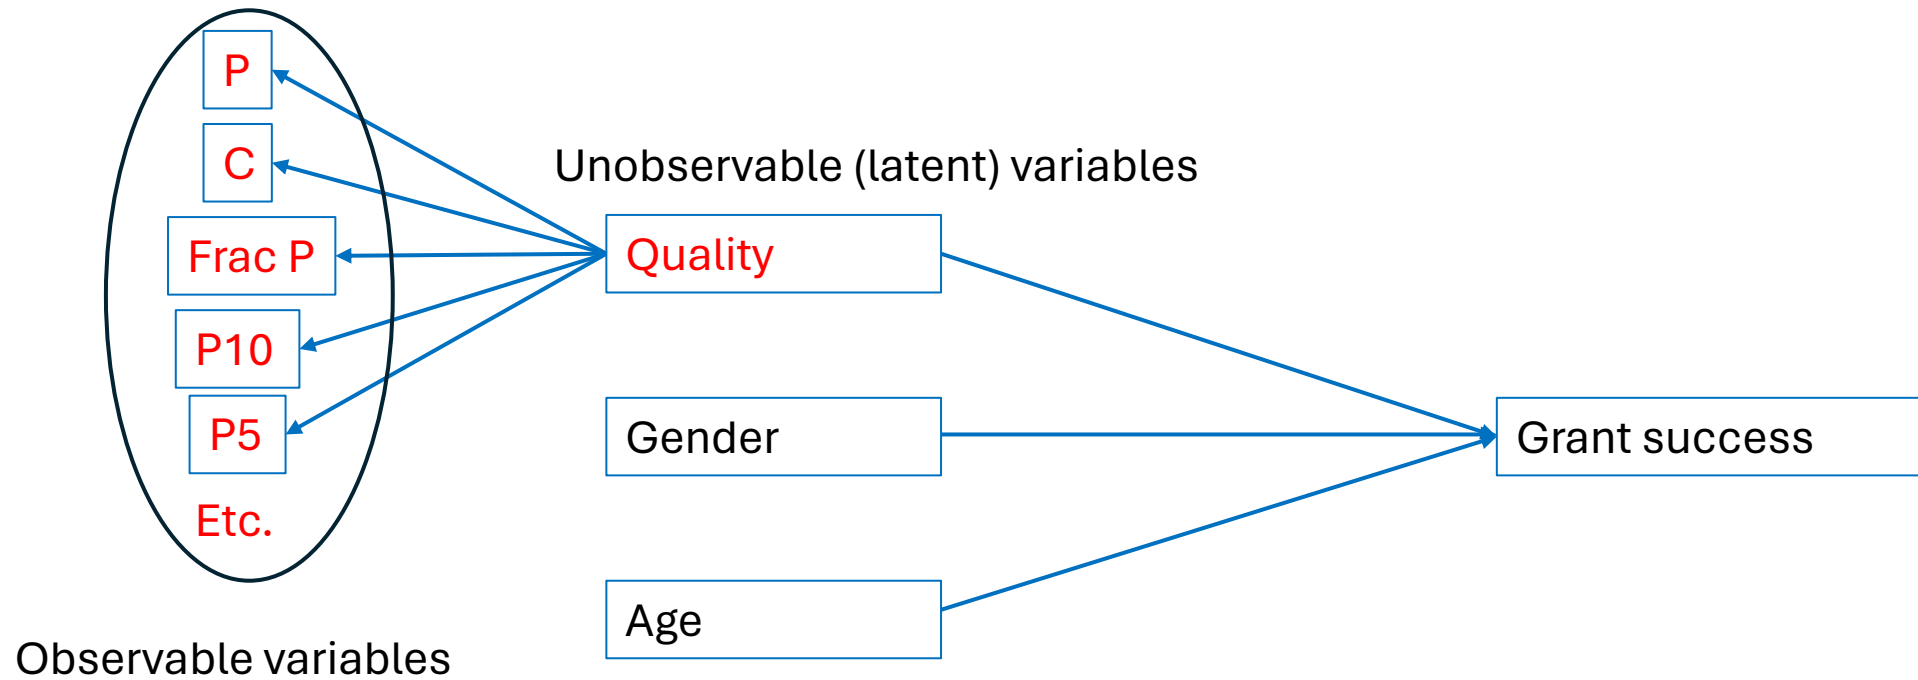 P
C
Frac P
P10
P5
Etc.
Observable variables
Unobservable (latent) variables
Quality
Gender
Age
Grant success